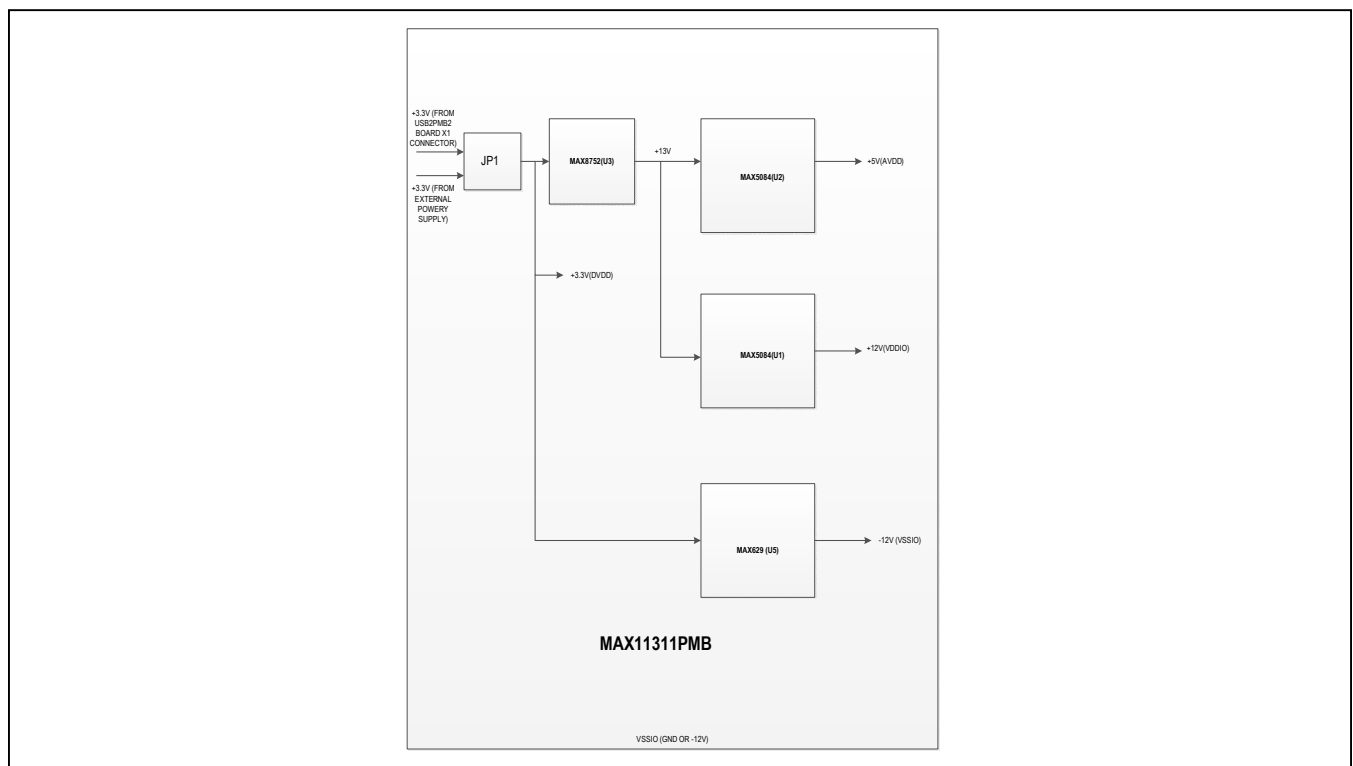 +3.3V (FROM
USB2PMB2
BOARD X1
CONNECTOR)
JP1
+3.3V (FROM
EXTERNAL
POWERY
SUPPLY)
MAX8752(U3)
+13V
MAX5084(U2)
+5V(AVDD)
+3.3V(DVDD)
MAX5084(U1)
+12V(VDDIO)
MAX629 (U5)
-12V (VSSIO)
MAX11311PMB
VSSIO (GND OR -12V)